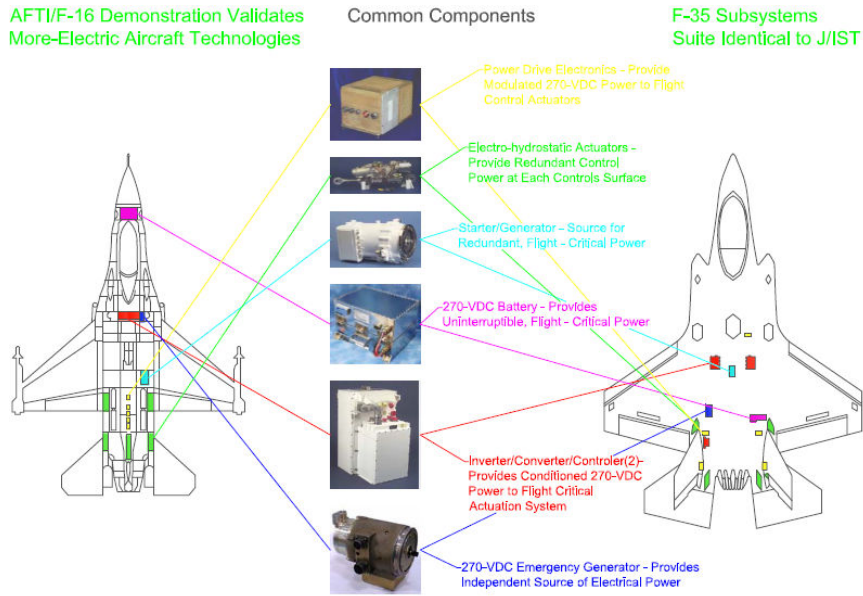 AFTI/F-16 Demonstration Validates
More-Electric Aircraft Technologies
Common Components
F-35 Subsystems
Suite Identical to J/IST
Power Drive Electronics - Provide
Modulated 270-VDC Power to Flight
Control Actuators
Electro-hydrostatic Actuators -
Provide Redundant Control
Power at Each Controls Surface
Starter/Generator - Source for
Redundant, Flight - Critical Power
270-VDC Battery - Provides
Uninterruptible, Flight - Critical Power
Inverter/Converter/Controler(2)-
Provides Conditioned 270-VDC
Power to Flight Critical
Actuation System
270-VDC Emergency Generator - Provides
Independent Source of Electrical Power